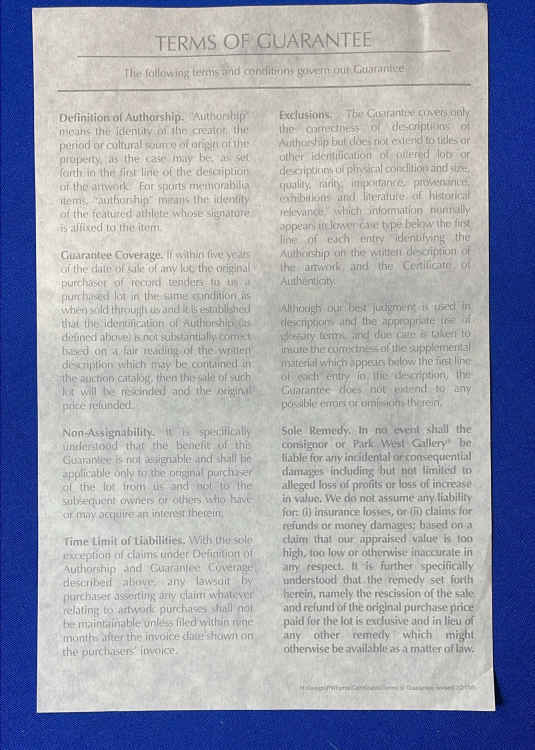 TERMS OF GUARANTEE
The following terms and conditions govern our Guarantee
Definition of Authorship. "Authorship"
means the identity of the creator, the
period or cultural source of origin of the
property, as the case may be, as set
forth in the first line of the description
of the artwork. For sports memorabilia
items, "authorship" means the identity
of the featured athlete whose signature
is affixed to the item.
Guarantee Coverage. If within five years
of the date of sale of any lot, the original
purchaser of record tenders to us a
purchased lot in the same condition as
when sold through us and it is established
that the identification of Authorship (as
defined above) is not substantially correct
based on a fair reading of the written
description which may be contained in
the auction catalog, then the sale of such
lot will be rescinded and the original
price refunded.
Non-Assignability. It is specifically
understood that the benefit of this
Guarantee is not assignable and shall be
applicable only to the original purchaser
of the lot from us and not to the
subsequent owners or others who have
or may acquire an interest therein.
Time Limit of Liabilities. With the sole
exception of claims under Definition of
Authorship and Guarantee Coverage
described above, any lawsuit by
purchaser asserting any claim whatever
relating to artwork purchases shall not
be maintainable unless filed within nine
months after the invoice date shown on
the purchasers' invoice.
Exclusions. The Guarantee covers only
the correctness of descriptions of
Authorship but does not extend to titles or
other identification of offered lots or
descriptions of physical condition and size,
quality, rarity, importance, provenance,
exhibitions and literature of historical
relevance, which information normally
appears in lower case type below the first
line of each entry identifying the
Authorship on the written description of
the artwork and the Certificate of
Authenticity.
Although our best judgment is used in
descriptions and the appropriate use of
glossary terms, and due care is taken to
insure the correctness of the supplemental
material which appears below the first line
of each entry in the description, the
Guarantee does not extend to any
possible errors or omissions therein.
Sole Remedy. In no event shall the
consignor or Park West Gallery® be
liable for any incidental or consequential
damages including but not limited to
alleged loss of profits or loss of increase
in value. We do not assume any liability
for: (i) insurance losses, or (ii) claims for
refunds or money damages; based on a
claim that our appraised value is too
high, too low or otherwise inaccurate in
any respect. It is further specifically
understood that the remedy set forth
herein, namely the rescission of the sale
and refund of the original purchase price
paid for the lot is exclusive and in lieu of
any other remedy which might
otherwise be available as a matter of law.
Terms of Guarantee revised